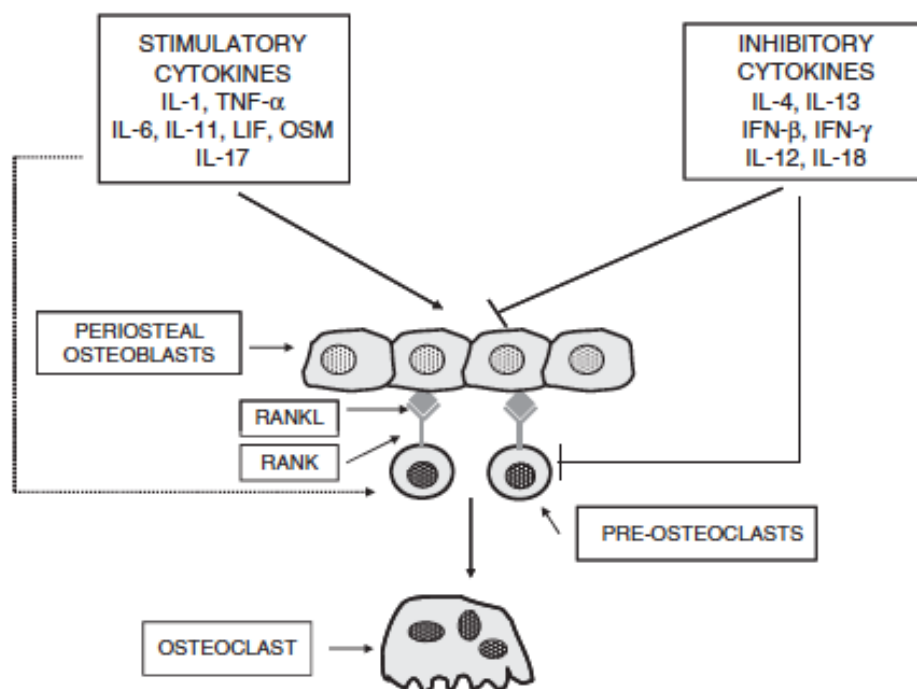 STIMULATORY
CYTOKINES
IL-1, TNF-α
IL-6, IL-11, LIF, OSM
IL-17
INHIBITORY
CYTOKINES
IL-4, IL-13
IFN-β, IFN-γ
IL-12, IL-18
PERIOSTEAL
OSTEOBLASTS
RANKL
RANK
PRE-OSTEOCLASTS
OSTEOCLAST